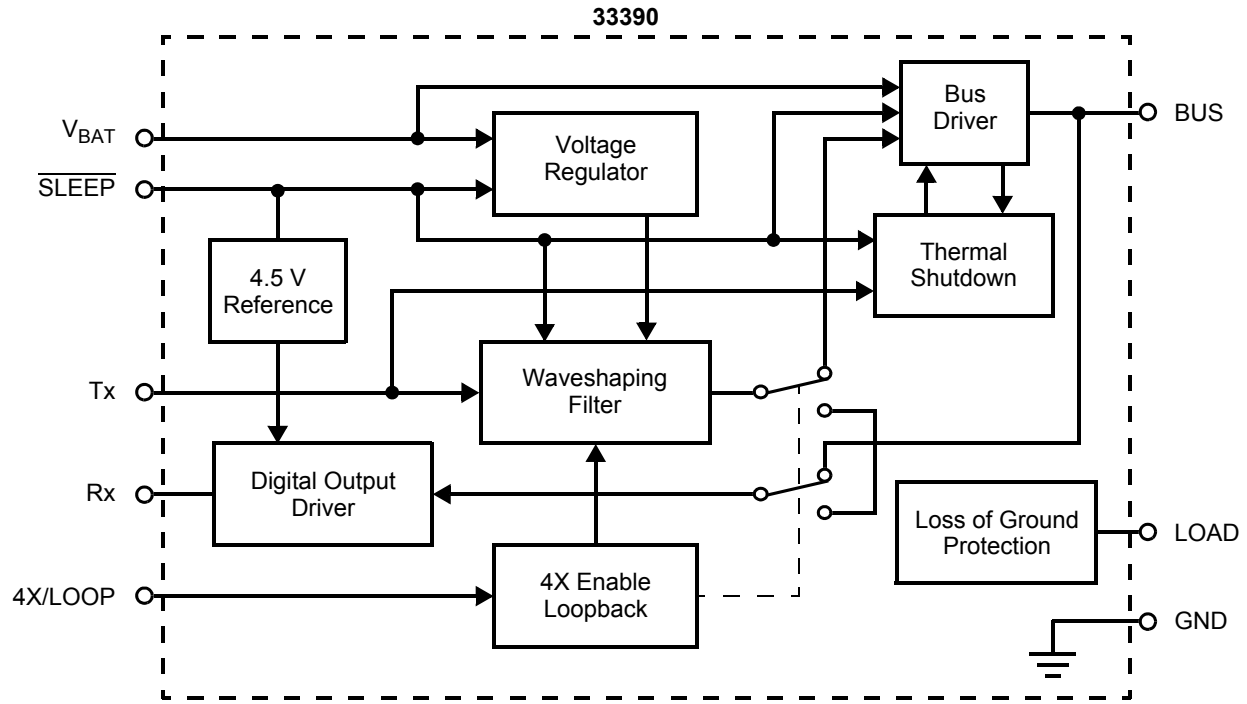 33390
V_BAT
SLEEP
Tx
Rx
4X/LOOP
Voltage
Regulator
Bus
Driver
BUS
4.5 V
Reference
Thermal
Shutdown
Waveshaping
Filter
Digital Output
Driver
4X Enable
Loopback
Loss of Ground
Protection
LOAD
GND